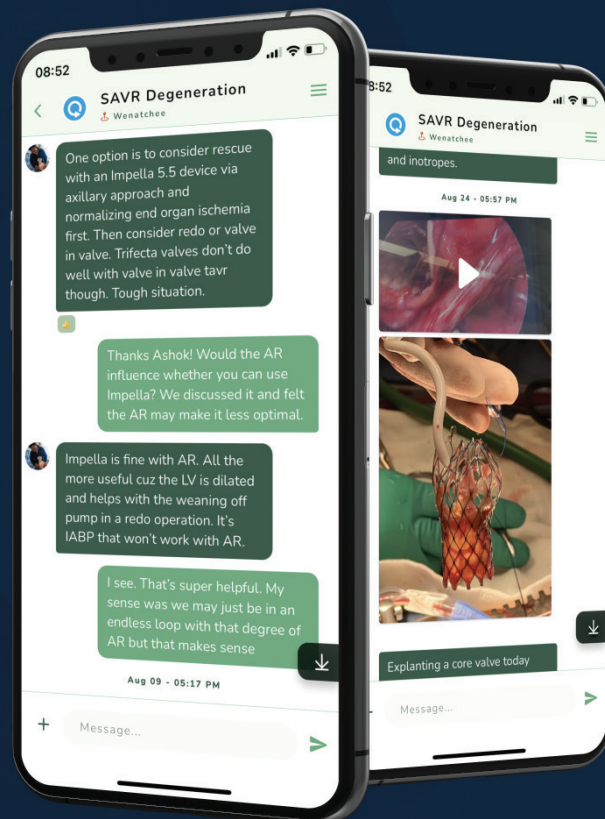 08:52
SAVR Degeneration
Wenatchee
One option is to consider rescue
with an Impella 5.5 device via
axillary approach and
normalizing end organ ischemia
first. Then consider redo or valve
in valve. Trifecta valves don't do
well with valve in valve tavr
though. Tough situation.
Thanks Ashok! Would the AR
influence whether you can use
Impella? We discussed it and felt
the AR may make it less optimal.
Impella is fine with AR. All the
more useful cuz the LV is dilated
and helps with the weaning off
pump in a redo operation. It's
IABP that won't work with AR.
I see. That's super helpful. My
sense was we may just be in an
endless loop with that degree of
AR but that makes sense
Aug 09 - 05:17 PM
Message...
8:52
SAVR Degeneration
Wenatchee
and inotropes.
Aug 24 - 05:57 PM
Explanting a core valve today
Message...